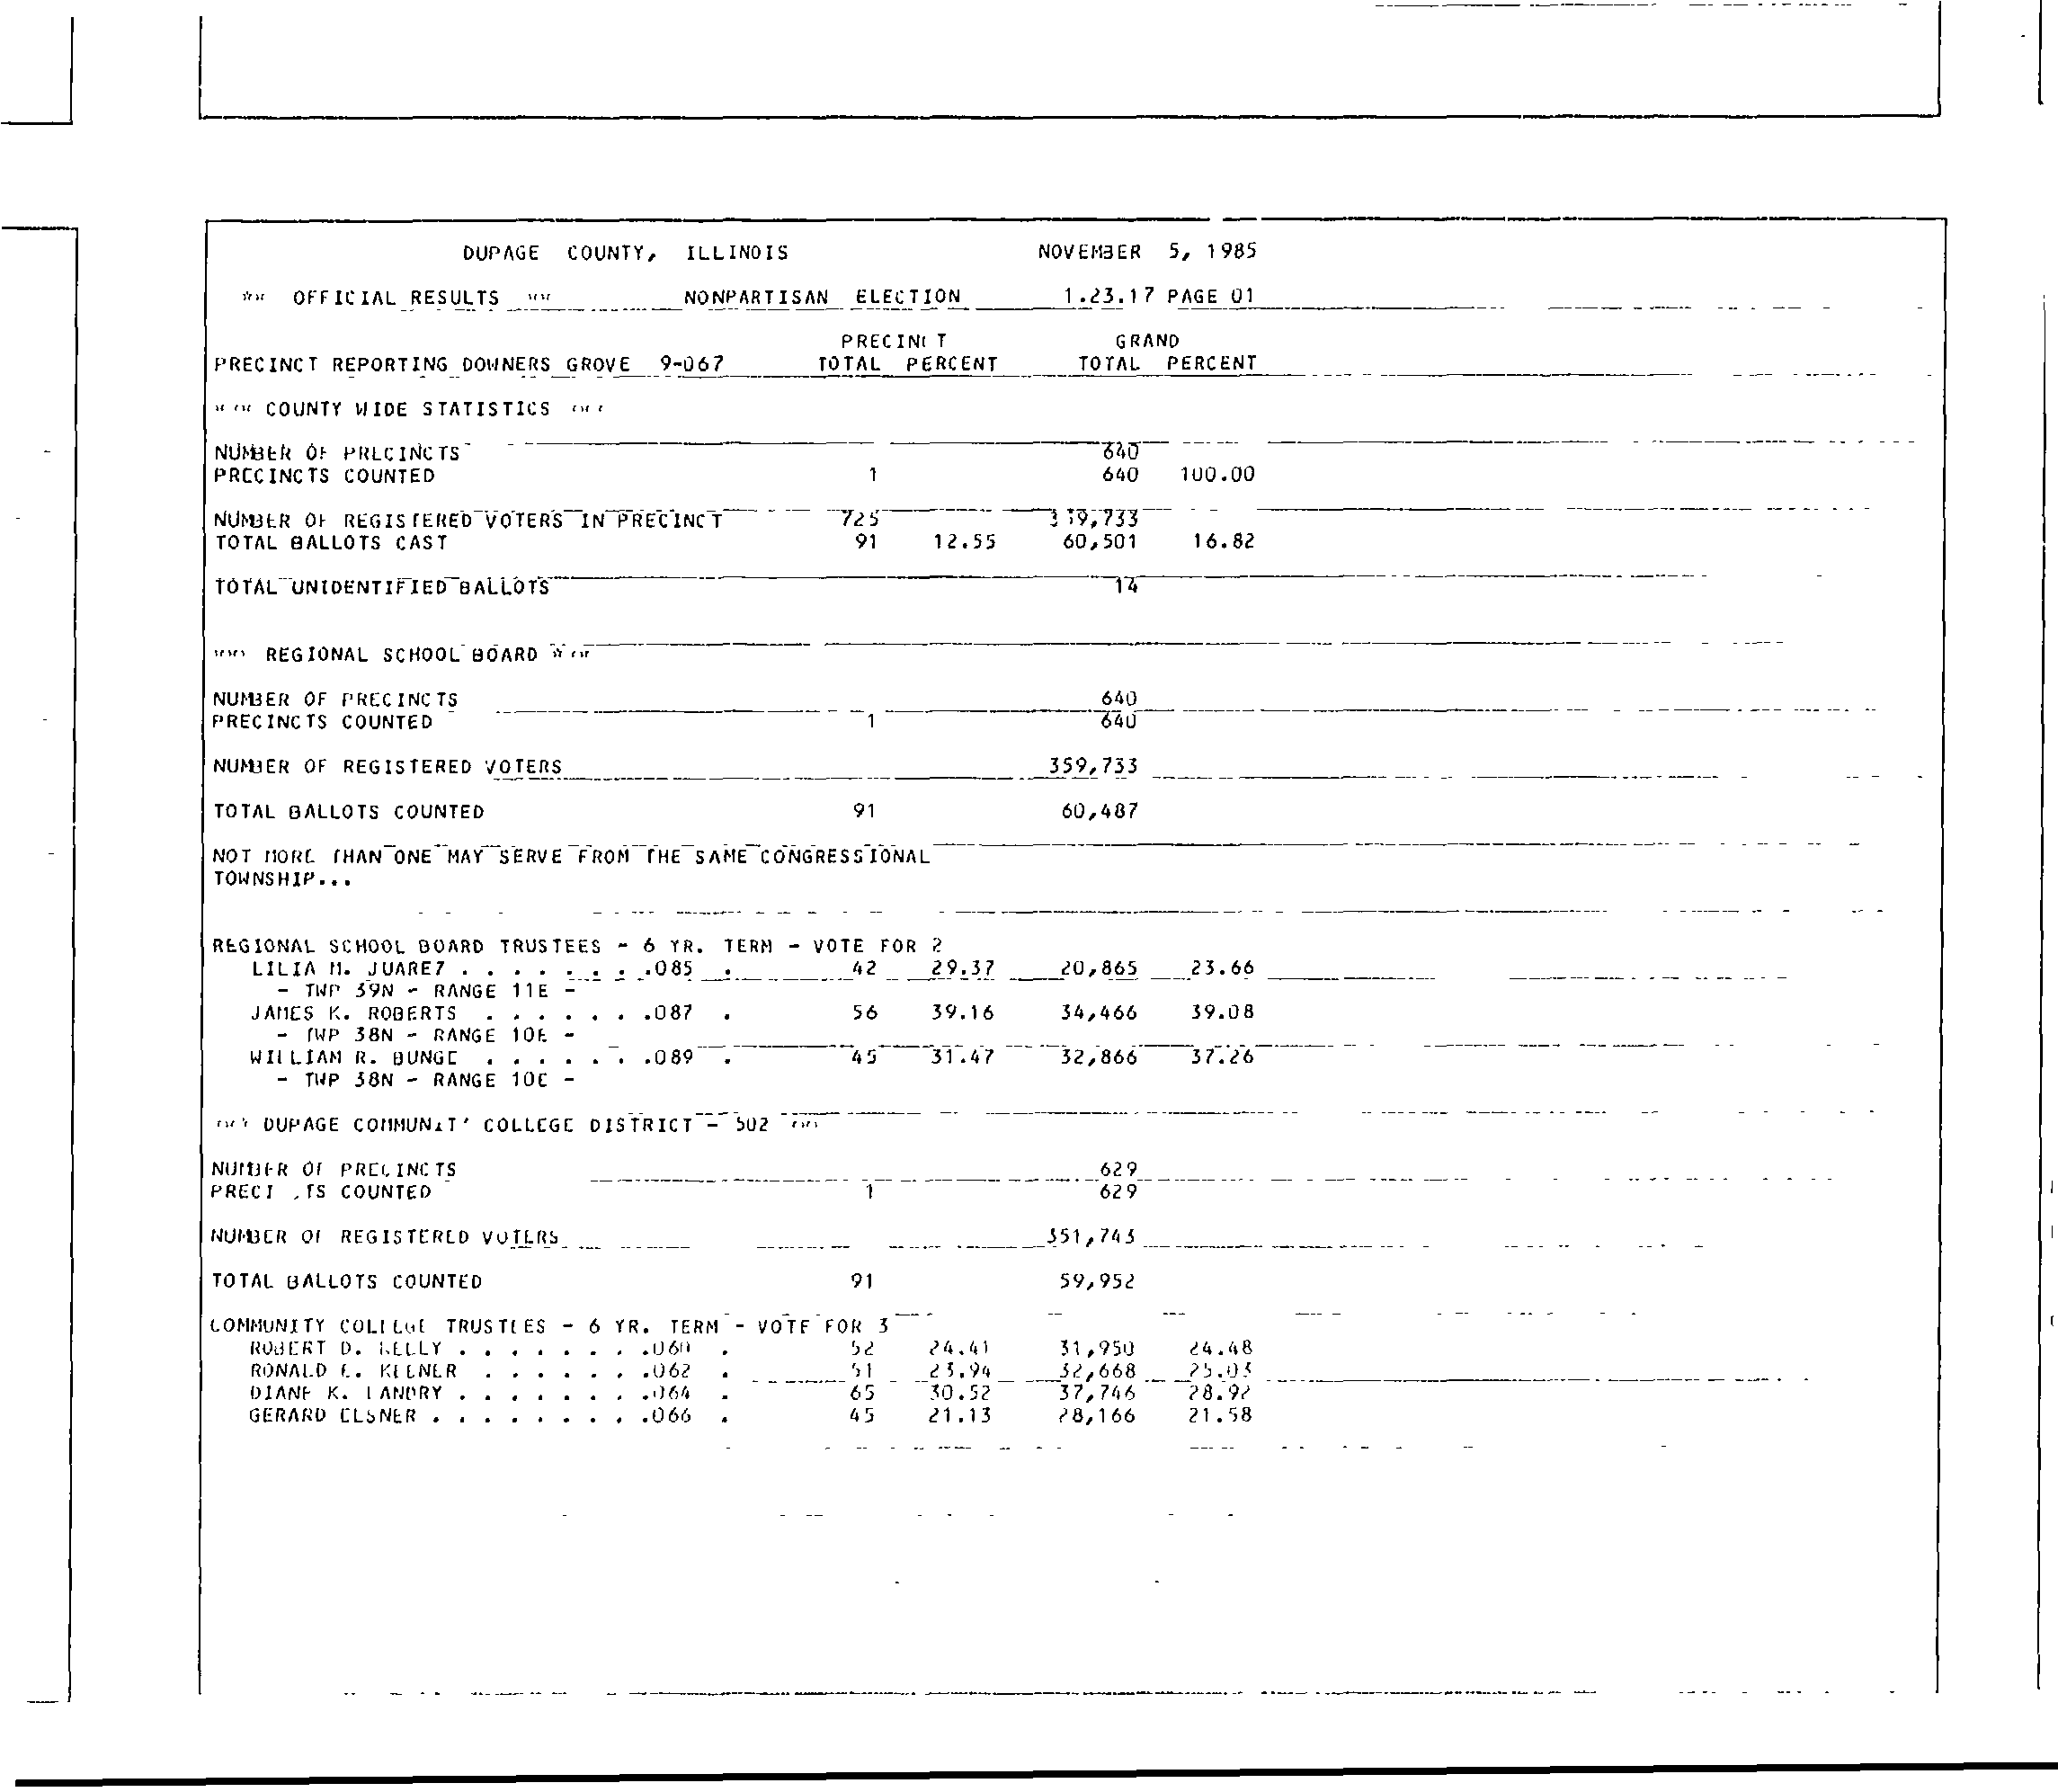 DUPAGE COUNTY, ILLINOIS NOVEMBER 5, 1985
** OFFICIAL RESULTS ** NONPARTISAN ELECTION 1.23.17 PAGE 01
PRECINCT GRAND
PRECINCT REPORTING DOWNERS GROVE 9-067 TOTAL PERCENT TOTAL PERCENT
*** COUNTY WIDE STATISTICS ***
NUMBER OF PRECINCTS 640
PRECINCTS COUNTED 1 640 100.00
NUMBER OF REGISTERED VOTERS IN PRECINCT 725 359,733
TOTAL BALLOTS CAST 91 12.55 60,501 16.82
TOTAL UNIDENTIFIED BALLOTS 14
*** REGIONAL SCHOOL BOARD ***
NUMBER OF PRECINCTS 640
PRECINCTS COUNTED 1 640
NUMBER OF REGISTERED VOTERS 359,733
TOTAL BALLOTS COUNTED 91 60,487
NOT MORE THAN ONE MAY SERVE FROM THE SAME CONGRESSIONAL
TOWNSHIP...
REGIONAL SCHOOL BOARD TRUSTEES - 6 YR. TERM - VOTE FOR 2
LILIA M. JUAREZ . . . . . . . .085 . 42 29.37 20,865 23.66
- TWP 39N - RANGE 11E -
JAMES K. ROBERTS . . . . . . .087 . 56 39.16 34,466 39.08
- TWP 38N - RANGE 10E -
WILLIAM R. BUNGE . . . . . . .089 . 45 31.47 32,866 37.26
- TWP 38N - RANGE 10E -
*** DUPAGE COMMUNITY COLLEGE DISTRICT - 502 ***
NUMBER OF PRECINCTS 629
PRECINCTS COUNTED 1 629
NUMBER OF REGISTERED VOTERS 351,743
TOTAL BALLOTS COUNTED 91 59,952
COMMUNITY COLLEGE TRUSTEES - 6 YR. TERM - VOTE FOR 3
ROBERT D. KELLY . . . . . . . .060 . 52 24.41 31,950 24.48
RONALD E. KEENER . . . . . . .062 . 51 23.94 32,668 25.03
DIANE K. LANDRY . . . . . . . .064 . 65 30.52 37,746 28.92
GERARD ELSNER . . . . . . . . .066 . 45 21.13 28,166 21.58